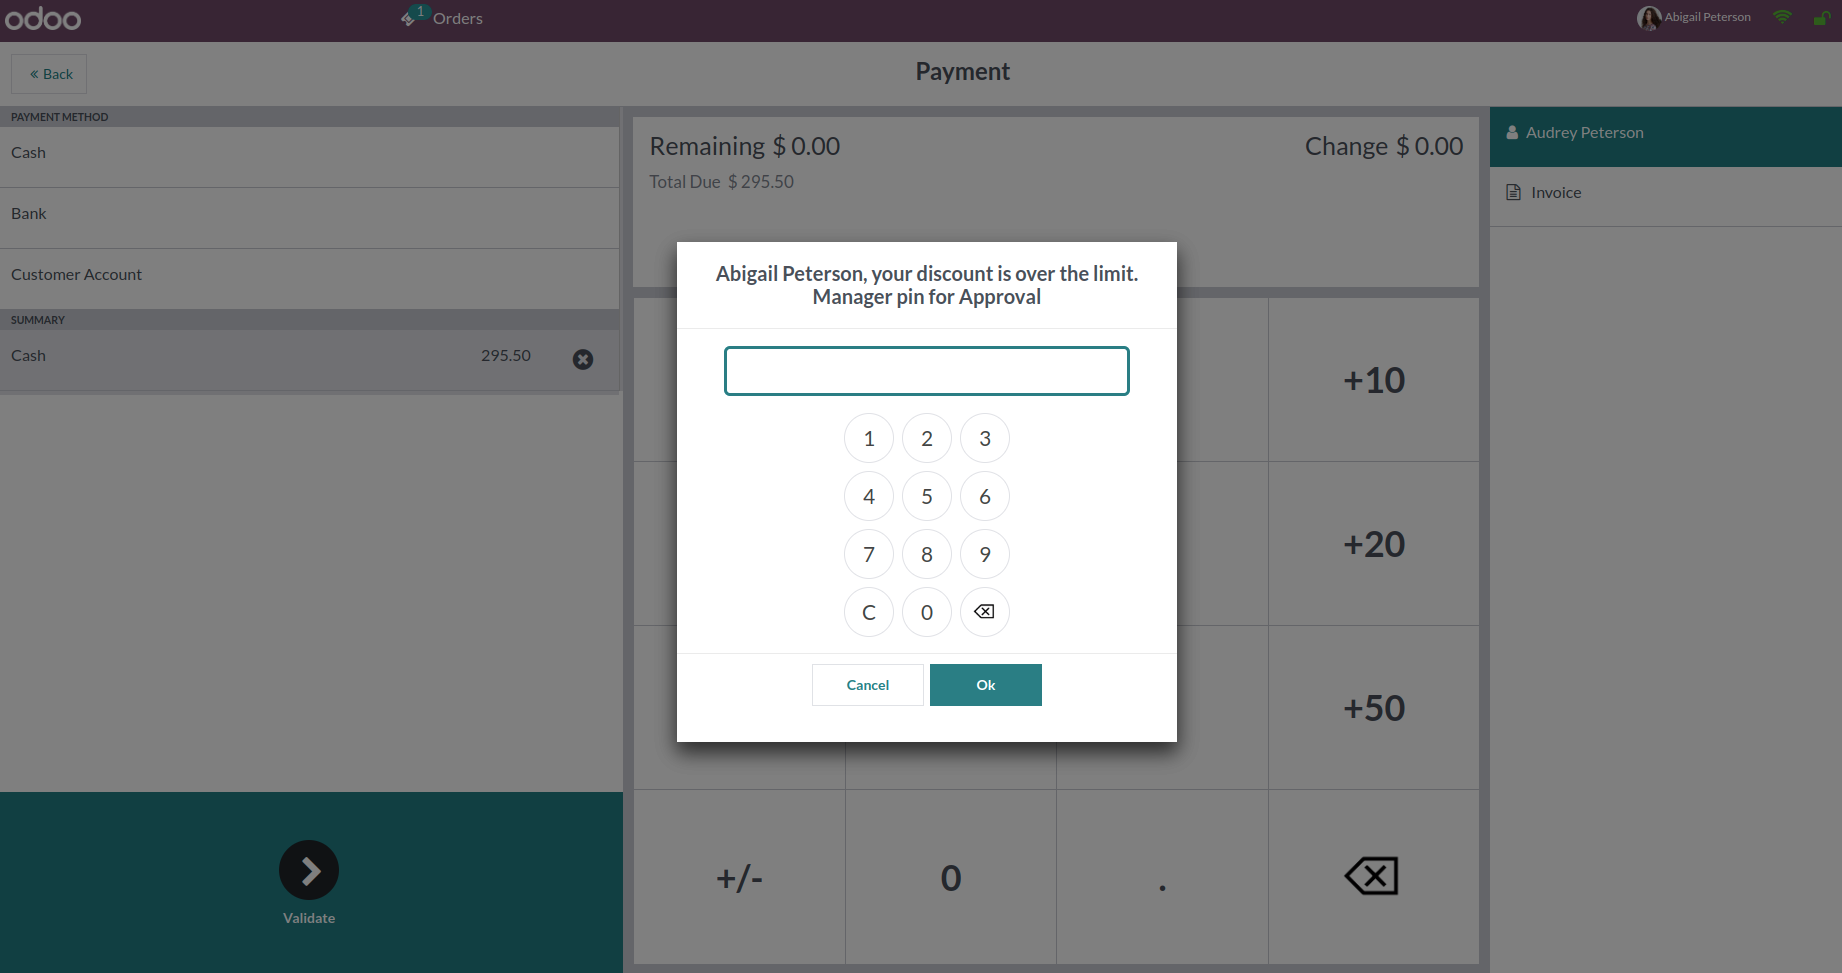 odoo
1
Orders
Abigail Peterson
« Back
Payment
PAYMENT METHOD
Cash
Bank
Customer Account
SUMMARY
Cash 295.50
Validate
Remaining $ 0.00
Change $ 0.00
Total Due $ 295.50
Audrey Peterson
Invoice
Abigail Peterson, your discount is over the limit.
Manager pin for Approval
1 2 3
4 5 6
7 8 9
C 0
Cancel Ok
+10
+20
+50
+/- 0 .